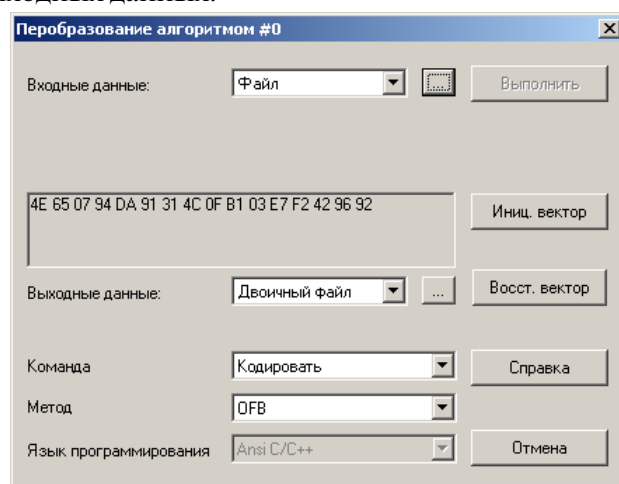 Перобразование алгоритмом #0
Входные данные:
Файл
...
Выполнить
4E 65 07 94 DA 91 31 4C 0F B1 03 E7 F2 42 96 92
Иниц. вектор
Выходные данные:
Двоичный файл
...
Восст. вектор
Команда
Кодировать
Справка
Метод
OFB
Язык программирования
Ansi C/C++
Отмена